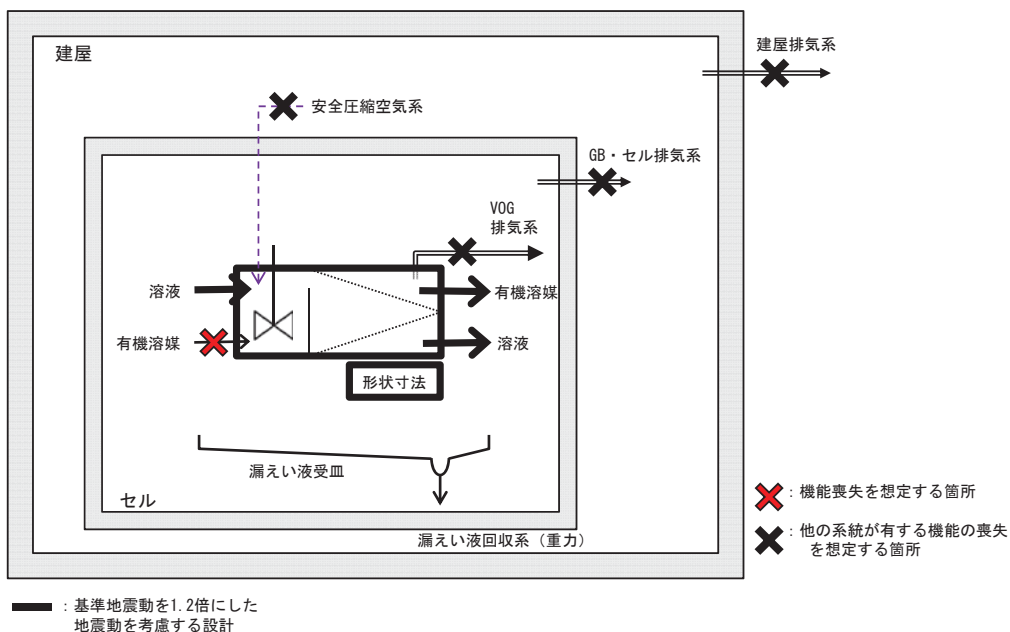 建屋
建屋排気系
安全圧縮空気系
GB・セル排気系
VOG
排気系
溶液
有機溶媒
有機溶媒
溶液
形状寸法
漏えい液受皿
セル
漏えい液回収系（重力）
：機能喪失を想定する箇所
：他の系統が有する機能の喪失
を想定する箇所
：基準地震動を1.2倍にした
地震動を考慮する設計